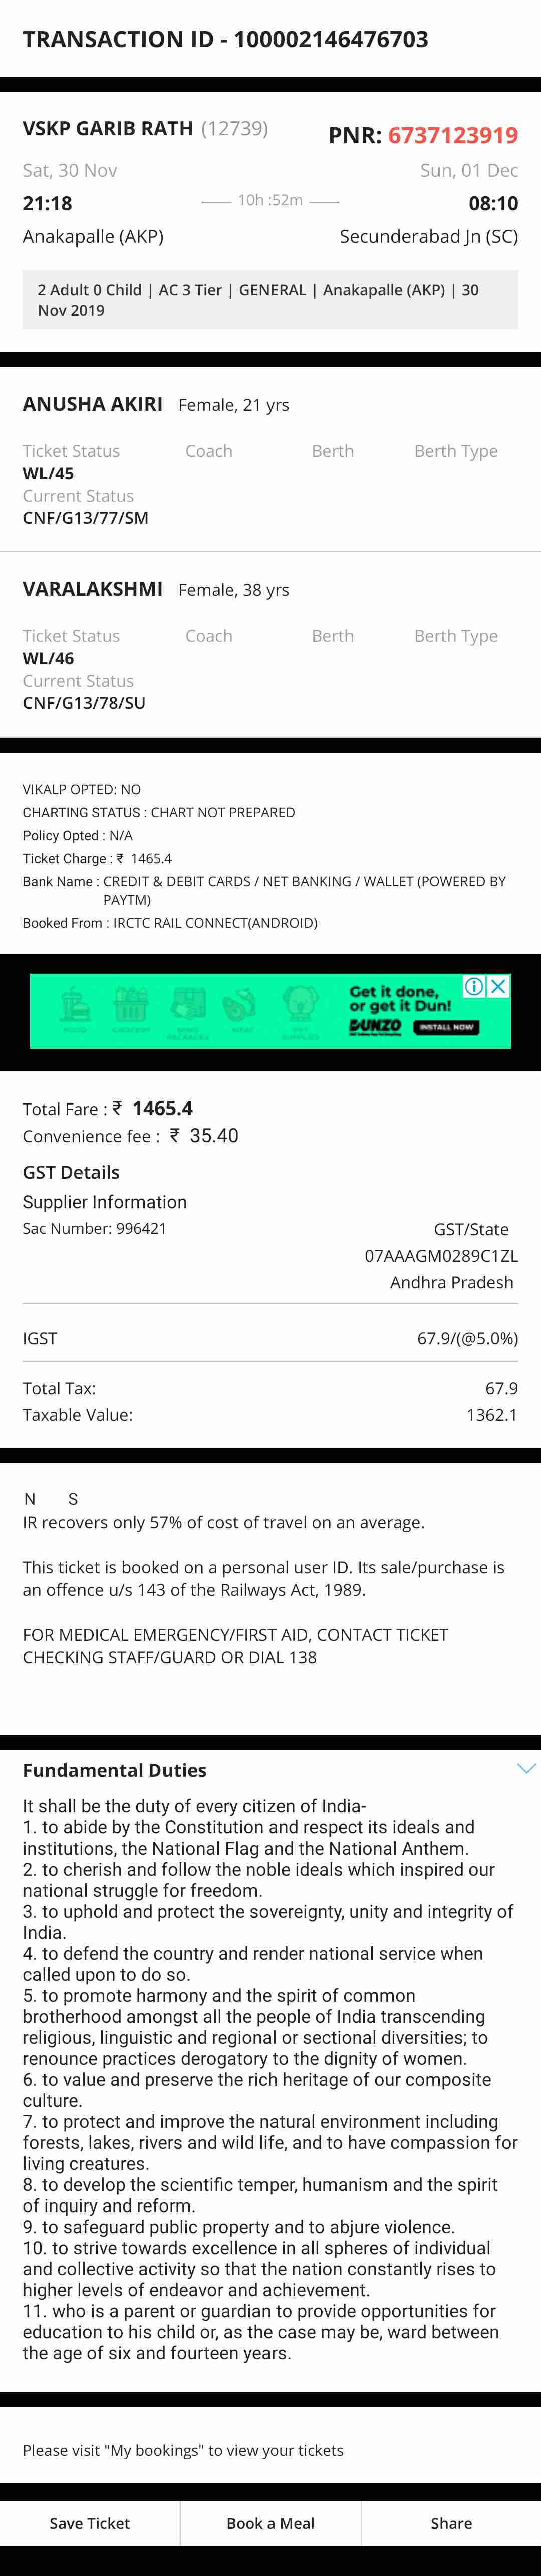 TRANSACTION ID - 100002146476703
VSKP GARIB RATH (12739)
PNR: 6737123919
Sat, 30 Nov
Sun, 01 Dec
21:18
10h :52m
08:10
Anakapalle (AKP)
Secunderabad Jn (SC)
2 Adult 0 Child | AC 3 Tier | GENERAL | Anakapalle (AKP) | 30
Nov 2019
ANUSHA AKIRI Female, 21 yrs
Ticket Status Coach Berth Berth Type
WL/45
Current Status
CNF/G13/77/SM
VARALAKSHMI Female, 38 yrs
Ticket Status Coach Berth Berth Type
WL/46
Current Status
CNF/G13/78/SU
VIKALP OPTED: NO
CHARTING STATUS : CHART NOT PREPARED
Policy Opted : N/A
Ticket Charge : ₹ 1465.4
Bank Name : CREDIT & DEBIT CARDS / NET BANKING / WALLET (POWERED BY
PAYTM)
Booked From : IRCTC RAIL CONNECT(ANDROID)
Get it done,
or get it Dun!
DUNZO
INSTALL NOW
Total Fare : ₹ 1465.4
Convenience fee : ₹ 35.40
GST Details
Supplier Information
Sac Number: 996421
GST/State
07AAAGM0289C1ZL
Andhra Pradesh
IGST 67.9/(@5.0%)
Total Tax: 67.9
Taxable Value: 1362.1
N S
IR recovers only 57% of cost of travel on an average.
This ticket is booked on a personal user ID. Its sale/purchase is
an offence u/s 143 of the Railways Act, 1989.
FOR MEDICAL EMERGENCY/FIRST AID, CONTACT TICKET
CHECKING STAFF/GUARD OR DIAL 138
Fundamental Duties
It shall be the duty of every citizen of India-
1. to abide by the Constitution and respect its ideals and
institutions, the National Flag and the National Anthem.
2. to cherish and follow the noble ideals which inspired our
national struggle for freedom.
3. to uphold and protect the sovereignty, unity and integrity of
India.
4. to defend the country and render national service when
called upon to do so.
5. to promote harmony and the spirit of common
brotherhood amongst all the people of India transcending
religious, linguistic and regional or sectional diversities; to
renounce practices derogatory to the dignity of women.
6. to value and preserve the rich heritage of our composite
culture.
7. to protect and improve the natural environment including
forests, lakes, rivers and wild life, and to have compassion for
living creatures.
8. to develop the scientific temper, humanism and the spirit
of inquiry and reform.
9. to safeguard public property and to abjure violence.
10. to strive towards excellence in all spheres of individual
and collective activity so that the nation constantly rises to
higher levels of endeavor and achievement.
11. who is a parent or guardian to provide opportunities for
education to his child or, as the case may be, ward between
the age of six and fourteen years.
Please visit "My bookings" to view your tickets
Save Ticket Book a Meal Share